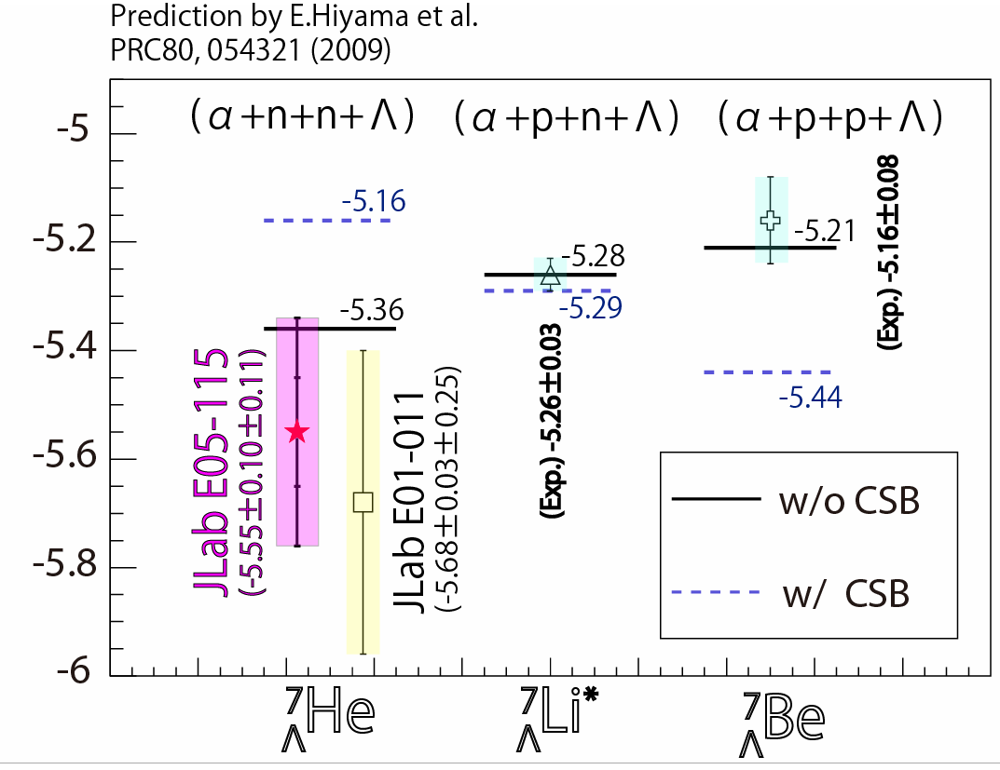 Prediction by E.Hiyama et al.
PRC80, 054321 (2009)
(α+n+n+Λ) (α+p+n+Λ) (α+p+p+Λ)
-5
-5.2
-5.4
-5.6
-5.8
-6
-5.16
-5.36
JLab E05-115
(-5.55±0.10±0.11)
JLab E01-011
(-5.68±0.03±0.25)
-5.28
-5.29
(Exp.) -5.26±0.03
-5.21
-5.44
(Exp.) -5.16±0.08
w/o CSB
w/ CSB
⁷ΛHe ⁷ΛLi* ⁷ΛBe